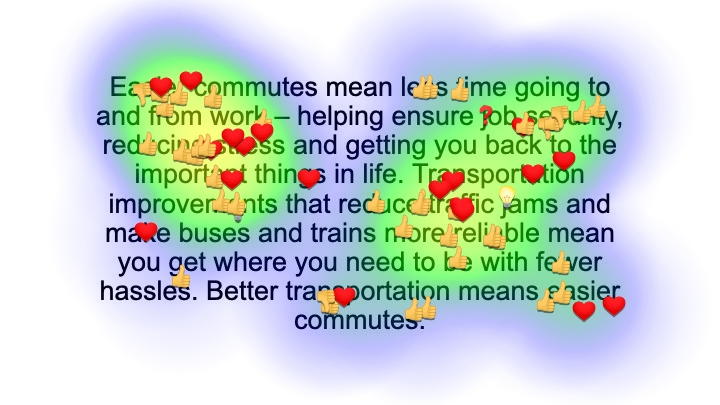 Easier commutes mean less time going to
and from work – helping ensure job security,
reducing stress and getting you back to the
important things in life. Transportation
improvements that reduce traffic jams and
make buses and trains more reliable mean
you get where you need to be with fewer
hassles. Better transportation means easier
commutes.